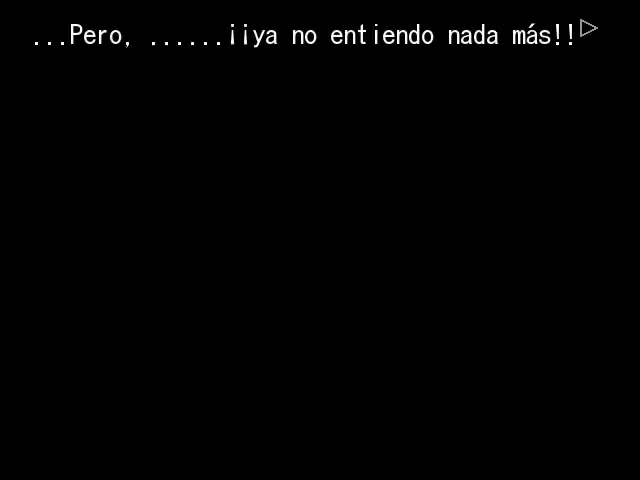 ...Pero, ......¡¡ya no entiendo nada más!!